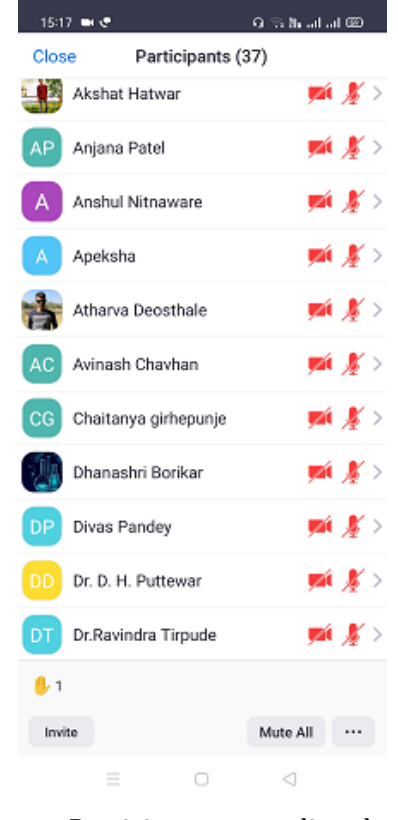 15:17
Close Participants (37)
Akshat Hatwar
AP Anjana Patel
A Anshul Nitnaware
A Apeksha
Atharva Deosthale
AC Avinash Chavhan
CG Chaitanya girhepunje
Dhanashri Borikar
DP Divas Pandey
DD Dr. D. H. Puttewar
DT Dr.Ravindra Tirpude
1
Invite Mute All ...